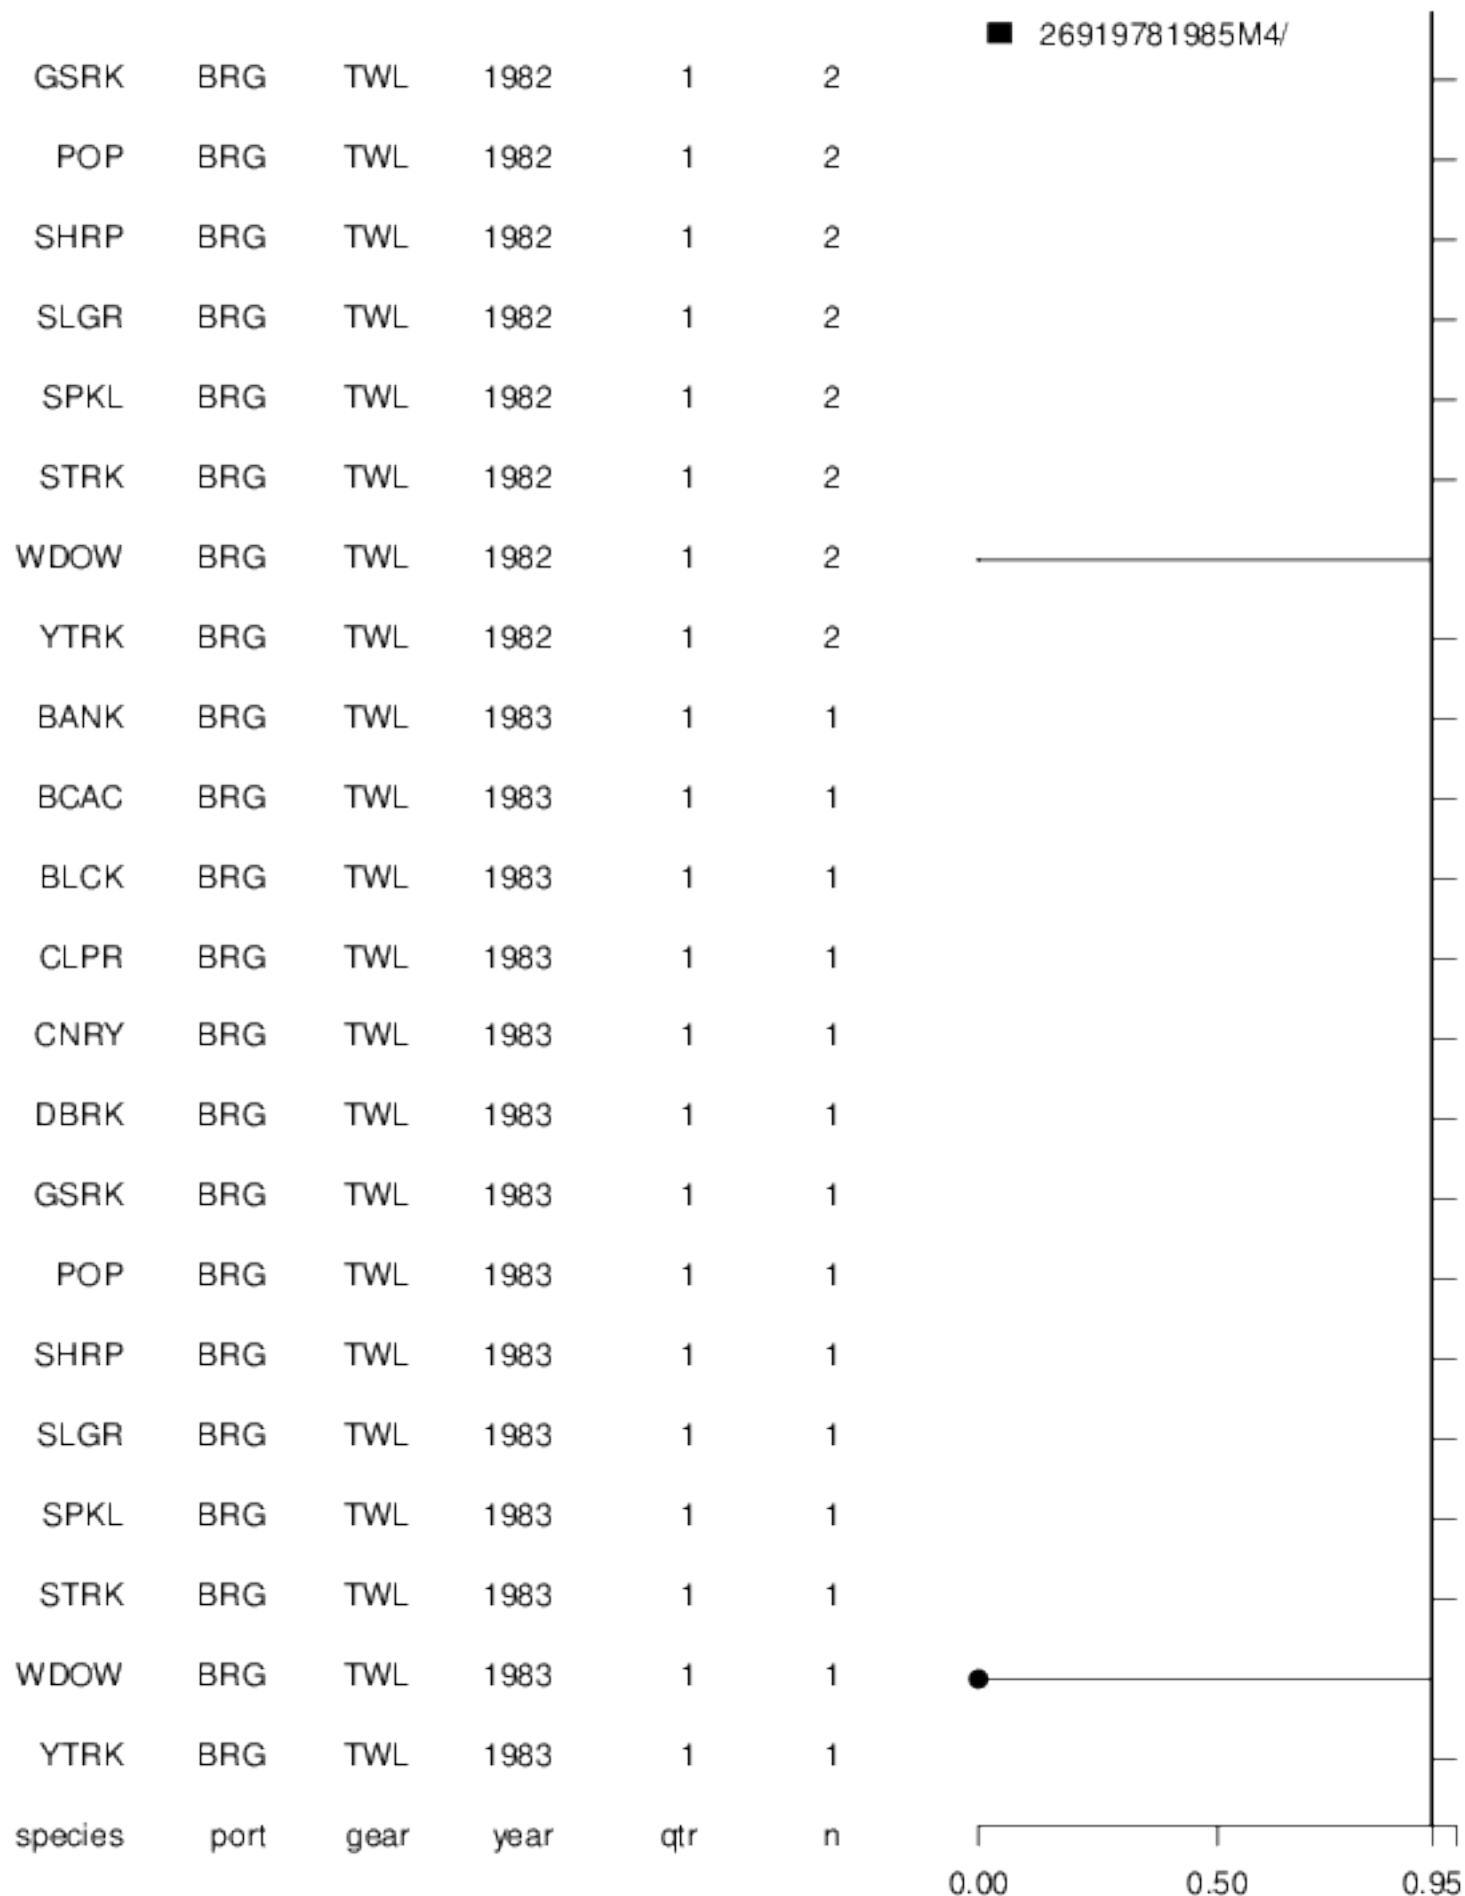 26919781985M4/
GSRK BRG TWL 1982 1 2
POP BRG TWL 1982 1 2
SHRP BRG TWL 1982 1 2
SLGR BRG TWL 1982 1 2
SPKL BRG TWL 1982 1 2
STRK BRG TWL 1982 1 2
WDOW BRG TWL 1982 1 2
YTRK BRG TWL 1982 1 2
BANK BRG TWL 1983 1 1
BCAC BRG TWL 1983 1 1
BLCK BRG TWL 1983 1 1
CLPR BRG TWL 1983 1 1
CNRY BRG TWL 1983 1 1
DBRK BRG TWL 1983 1 1
GSRK BRG TWL 1983 1 1
POP BRG TWL 1983 1 1
SHRP BRG TWL 1983 1 1
SLGR BRG TWL 1983 1 1
SPKL BRG TWL 1983 1 1
STRK BRG TWL 1983 1 1
WDOW BRG TWL 1983 1 1
YTRK BRG TWL 1983 1 1
species port gear year qtr n
0.00 0.50 0.95